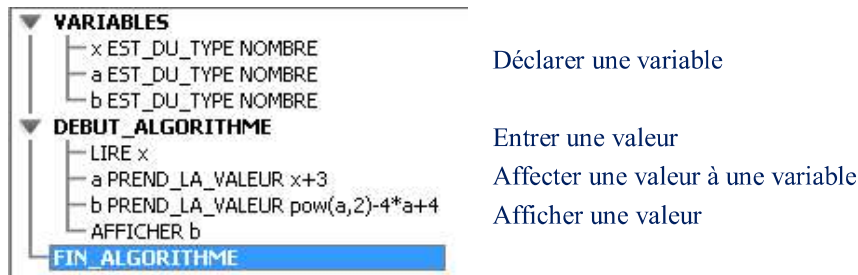 VARIABLES
x EST_DU_TYPE NOMBRE
a EST_DU_TYPE NOMBRE
b EST_DU_TYPE NOMBRE
DEBUT_ALGORITHME
LIRE x
a PREND_LA_VALEUR x+3
b PREND_LA_VALEUR pow(a,2)-4*a+4
AFFICHER b
FIN_ALGORITHME
Déclarer une variable
Entrer une valeur
Affecter une valeur à une variable
Afficher une valeur